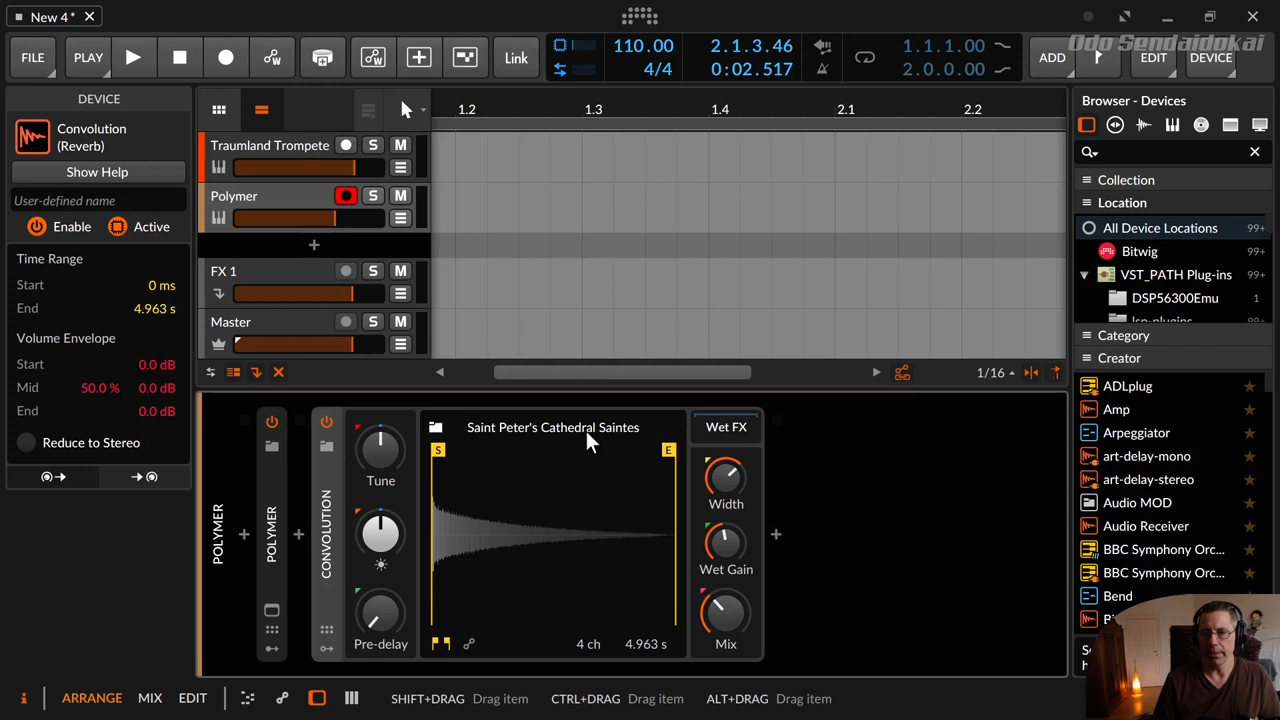 New 4*
FILE
PLAY
Link
110.00
4/4
2.1.3.46
0:02.517
1.1.1.00
2.0.0.00
ADD
EDIT
DEVICE
Odo Sendaidokai
DEVICE
Convolution
(Reverb)
Show Help
User-defined name
Enable
Active
Time Range
Start 0 ms
End 4.963 s
Volume Envelope
Start 0.0 dB
Mid 50.0 % 0.0 dB
End 0.0 dB
Reduce to Stereo
1.2
1.3
1.4
2.1
2.2
Traumland Trompete S M
Polymer S M
+
FX 1 S M
Master S M
1/16
POLYMER
POLYMER
CONVOLUTION
Tune
Pre-delay
Saint Peter's Cathedral Saintes
S
E
4 ch
4.963 s
Wet FX
Width
Wet Gain
Mix
Browser - Devices
Collection
Location
All Device Locations 99+
Bitwig 99+
VST_PATH Plug-ins 99+
DSP56300Emu 1
lsp-plugins
Category
Creator
ADLplug
Amp
Arpeggiator
art-delay-mono
art-delay-stereo
Audio MOD
Audio Receiver
BBC Symphony Orc...
BBC Symphony Orc...
Bend
i
ARRANGE
MIX
EDIT
SHIFT+DRAG Drag item
CTRL+DRAG Drag item
ALT+DRAG Drag item